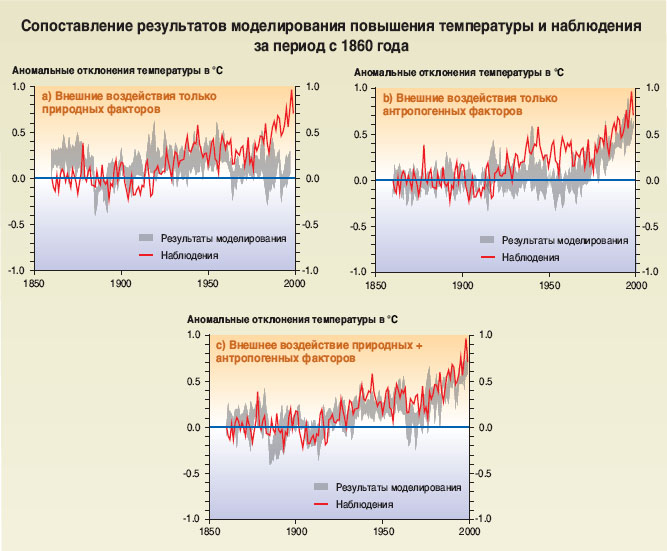 Сопоставление результатов моделирования повышения температуры и наблюдения
за период с 1860 года
Аномальные отклонения температуры в °C
1.0 1.0
а) Внешние воздействия только
природных факторов
0.5 0.5
0.0 0.0
-0.5 -0.5
Результаты моделирования
Наблюдения
-1.0 -1.0
1850 1900 1950 2000
Аномальные отклонения температуры в °C
1.0 1.0
b) Внешние воздействия только
антропогенных факторов
0.5 0.5
0.0 0.0
-0.5 -0.5
Результаты моделирования
Наблюдения
-1.0 -1.0
1850 1900 1950 2000
Аномальные отклонения температуры в °C
1.0 1.0
с) Внешнее воздействие природных +
антропогенных факторов
0.5 0.5
0.0 0.0
-0.5 -0.5
Результаты моделирования
Наблюдения
-1.0 -1.0
1850 1900 1950 2000